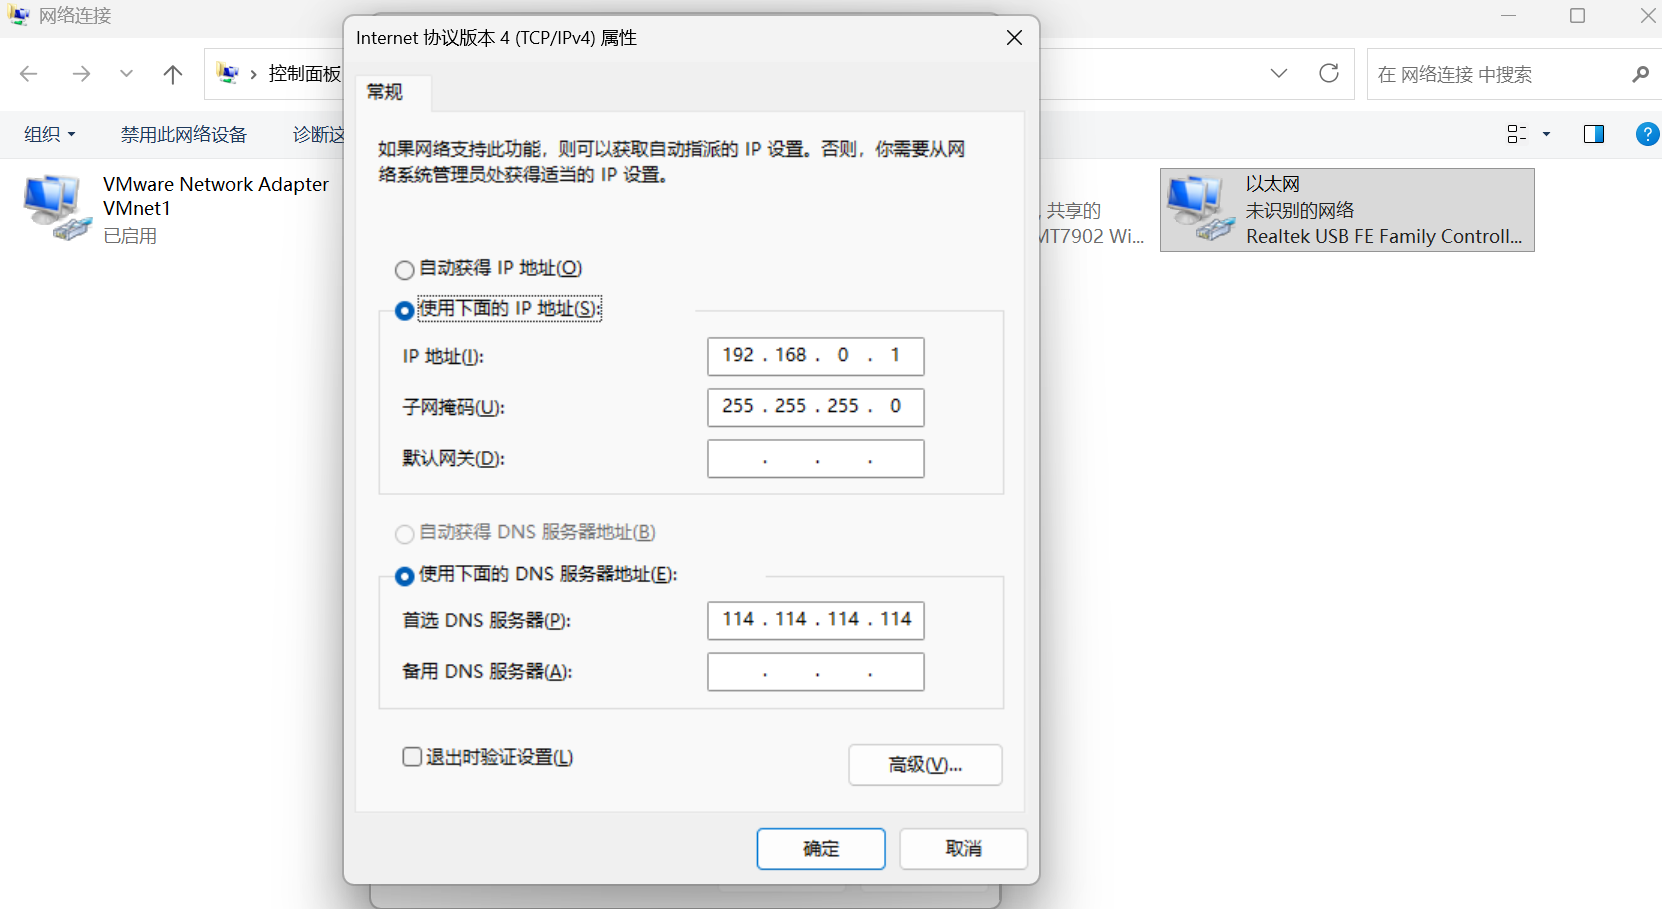 网络连接
Internet 协议版本 4 (TCP/IPv4) 属性
控制面板
在 网络连接 中搜索
组织
禁用此网络设备
诊断这
常规
如果网络支持此功能，则可以获取自动指派的 IP 设置。否则，你需要从网
络系统管理员处获得适当的 IP 设置。
VMware Network Adapter
VMnet1
已启用
, 共享的
MT7902 Wi...
以太网
未识别的网络
Realtek USB FE Family Controll...
自动获得 IP 地址(O)
使用下面的 IP 地址(S):
IP 地址(I):
192 . 168 . 0 . 1
子网掩码(U):
255 . 255 . 255 . 0
默认网关(D):
. . .
自动获得 DNS 服务器地址(B)
使用下面的 DNS 服务器地址(E):
首选 DNS 服务器(P):
114 . 114 . 114 . 114
备用 DNS 服务器(A):
. . .
退出时验证设置(L)
高级(V)...
确定
取消